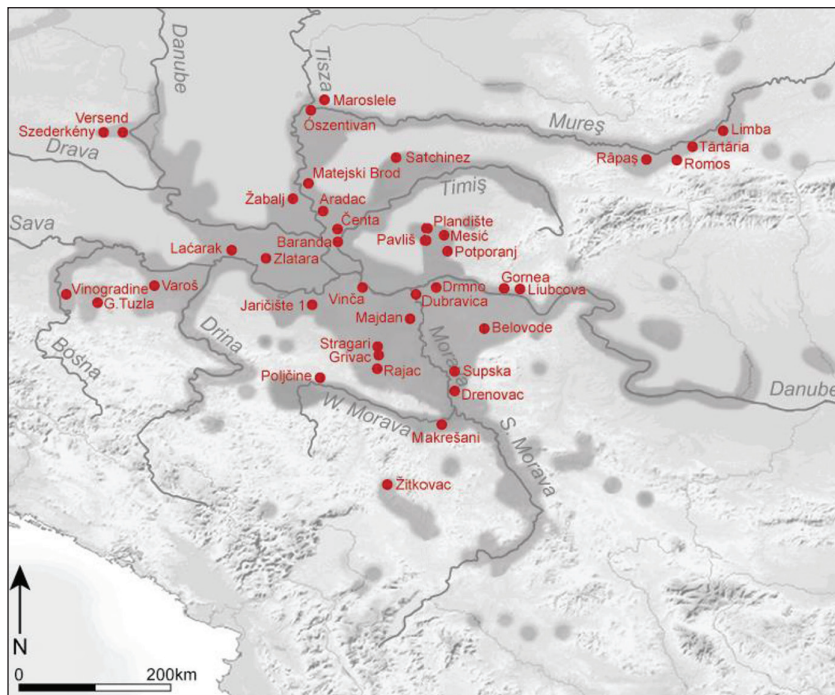 Danube
Tisza
Maroslele
Versend
Ószentivan
Mureş
Szederkény
Limba
Drava
Tărtăria
Satchinez
Râpaş
Romos
Matejski Brod
Timiş
Žabalj
Aradac
Sava
Čenta
Plandište
Baranda
Pavliš
Mesić
Laćarak
Potporanj
Zlatara
Gornea
Vinogradine
Varoš
Vinča
Drmno
Liubcova
G.Tuzla
Jaričište 1
Dubravica
Majdan
Belovode
Drina
Morava
Bosna
Stragari
Grivac
Rajac
Supska
Poljčine
Danube
Drenovac
W. Morava
Makrešani
S. Morava
Žitkovac
N
0
200km